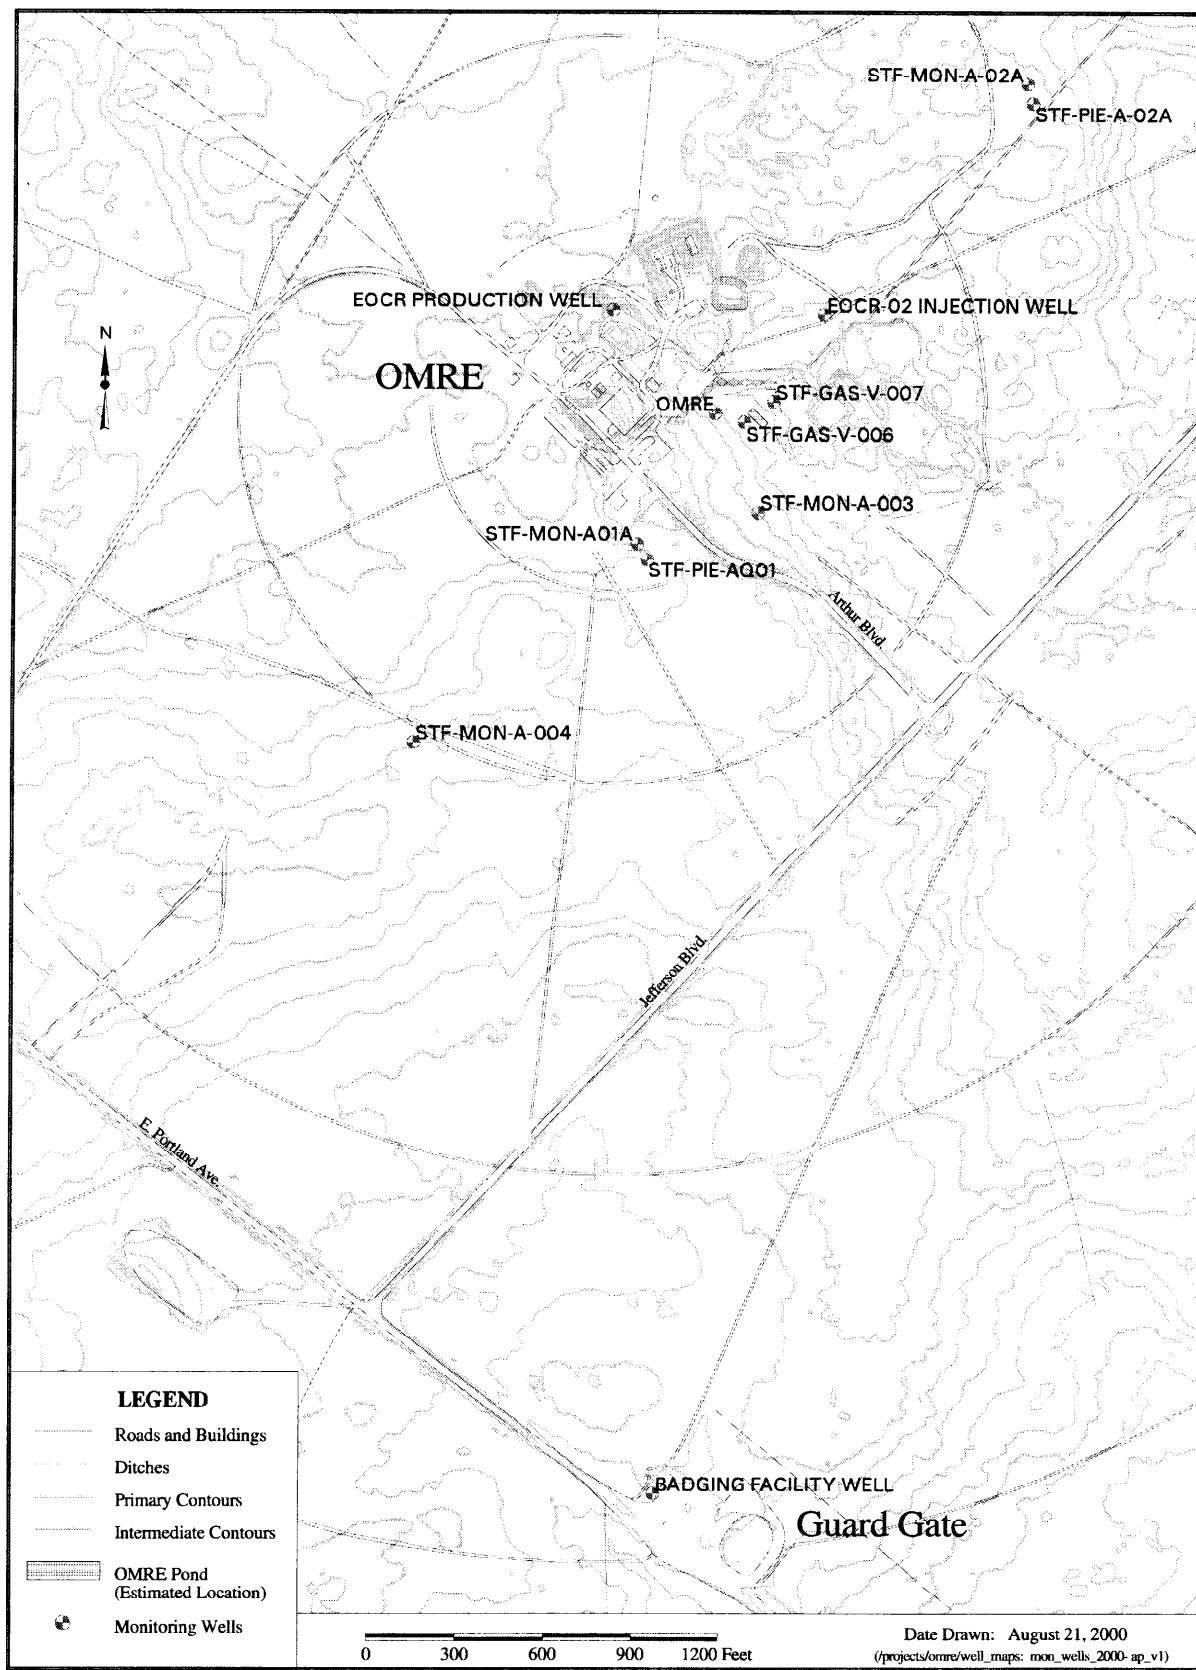 STF-MON-A-02A
STF-PIE-A-02A
EOCR PRODUCTION WELL
EOCR-02 INJECTION WELL
N
OMRE
STF-GAS-V-007
OMRE
STF-GAS-V-006
STF-MON-A-003
STF-MON-A01A
STF-PIE-AQ01
Arthur Blvd.
STF-MON-A-004
Jefferson Blvd.
E. Portland Ave.
LEGEND
Roads and Buildings
Ditches
Primary Contours
Intermediate Contours
OMRE Pond
(Estimated Location)
Monitoring Wells
BADGING FACILITY WELL
Guard Gate
0 300 600 900 1200 Feet
Date Drawn: August 21, 2000
(/projects/omre/well_maps: mon_wells_2000-ap_v1)